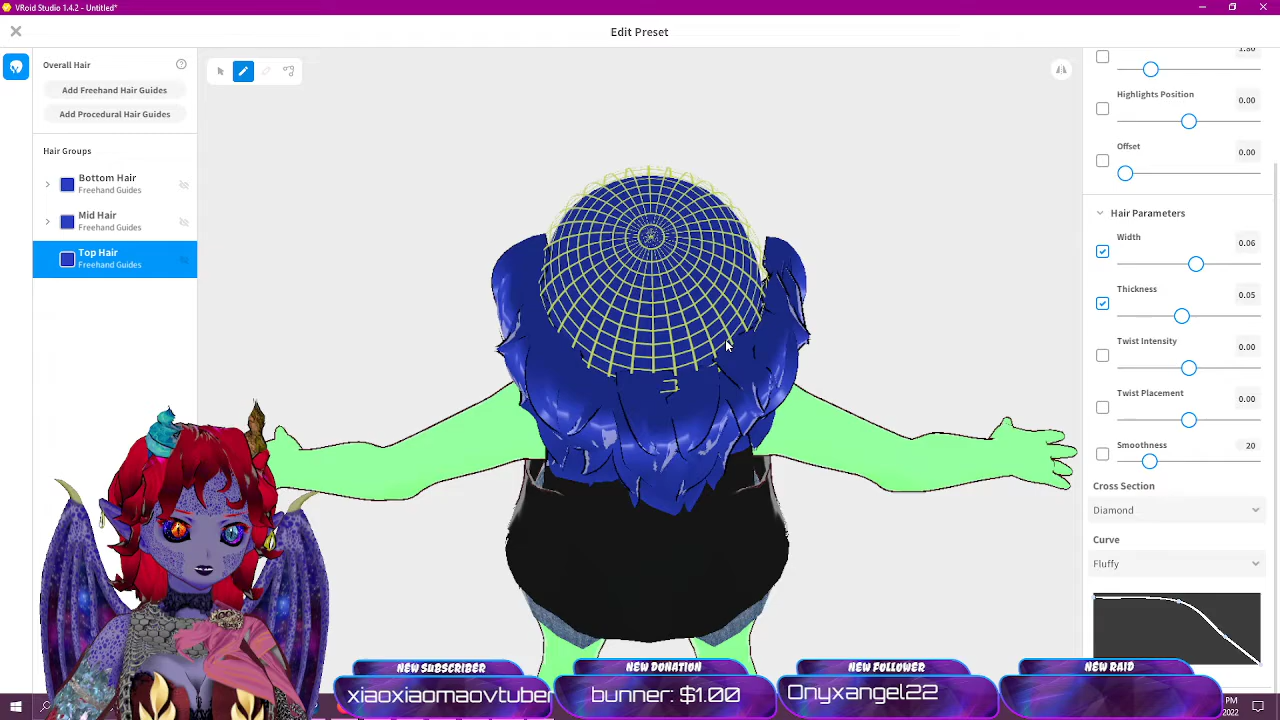 VRoid Studio 1.4.2 - Untitled*
Edit Preset
Overall Hair
Add Freehand Hair Guides
Add Procedural Hair Guides
Hair Groups
Bottom Hair
Freehand Guides
Mid Hair
Freehand Guides
Top Hair
Freehand Guides
1.80
Highlights Position
0.00
Offset
0.00
Hair Parameters
Width
0.06
Thickness
0.05
Twist Intensity
0.00
Twist Placement
0.00
Smoothness
20
Cross Section
Diamond
Curve
Fluffy
NEW SUBSCRIBER
xiaoxiaomaovtuber
NEW DONATION
bunner: $1.00
NEW FOLLOWER
Onyxangel22
NEW RAID
PM